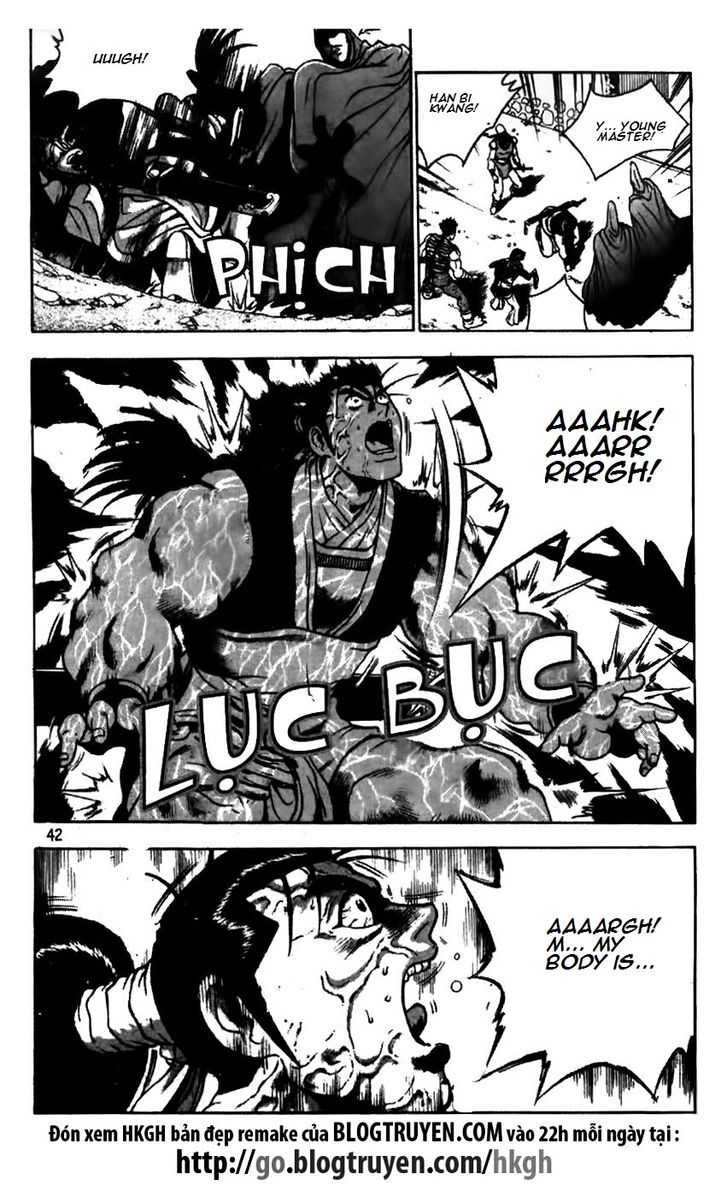 UUUGH!
HAN BI
KWANG!
Y... YOUNG
MASTER!
PHỊCH
AAAHK!
AAARR
RRRGH!
LỤC BỤC
42
AAAARGH!
M... MY
BODY IS...
Đón xem HKGH bản đẹp remake của BLOGTRUYEN.COM vào 22h mỗi ngày tại :
http://go.blogtruyen.com/hkgh